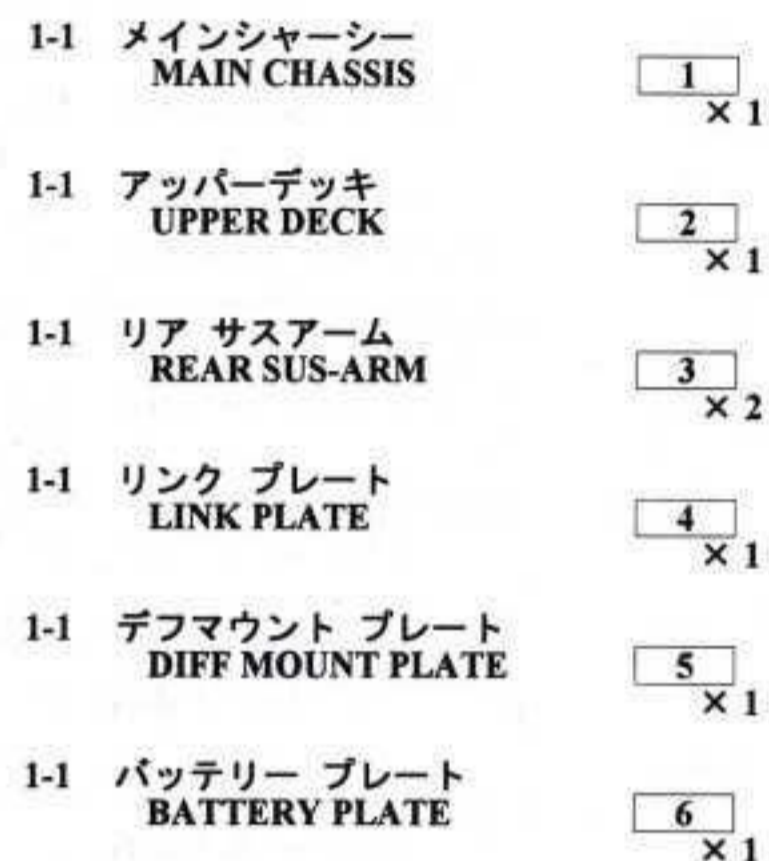 1-1 メインシャーシー
MAIN CHASSIS
1
× 1
1-1 アッパーデッキ
UPPER DECK
2
× 1
1-1 リア サスアーム
REAR SUS-ARM
3
× 2
1-1 リンク プレート
LINK PLATE
4
× 1
1-1 デフマウント プレート
DIFF MOUNT PLATE
5
× 1
1-1 バッテリー プレート
BATTERY PLATE
6
× 1